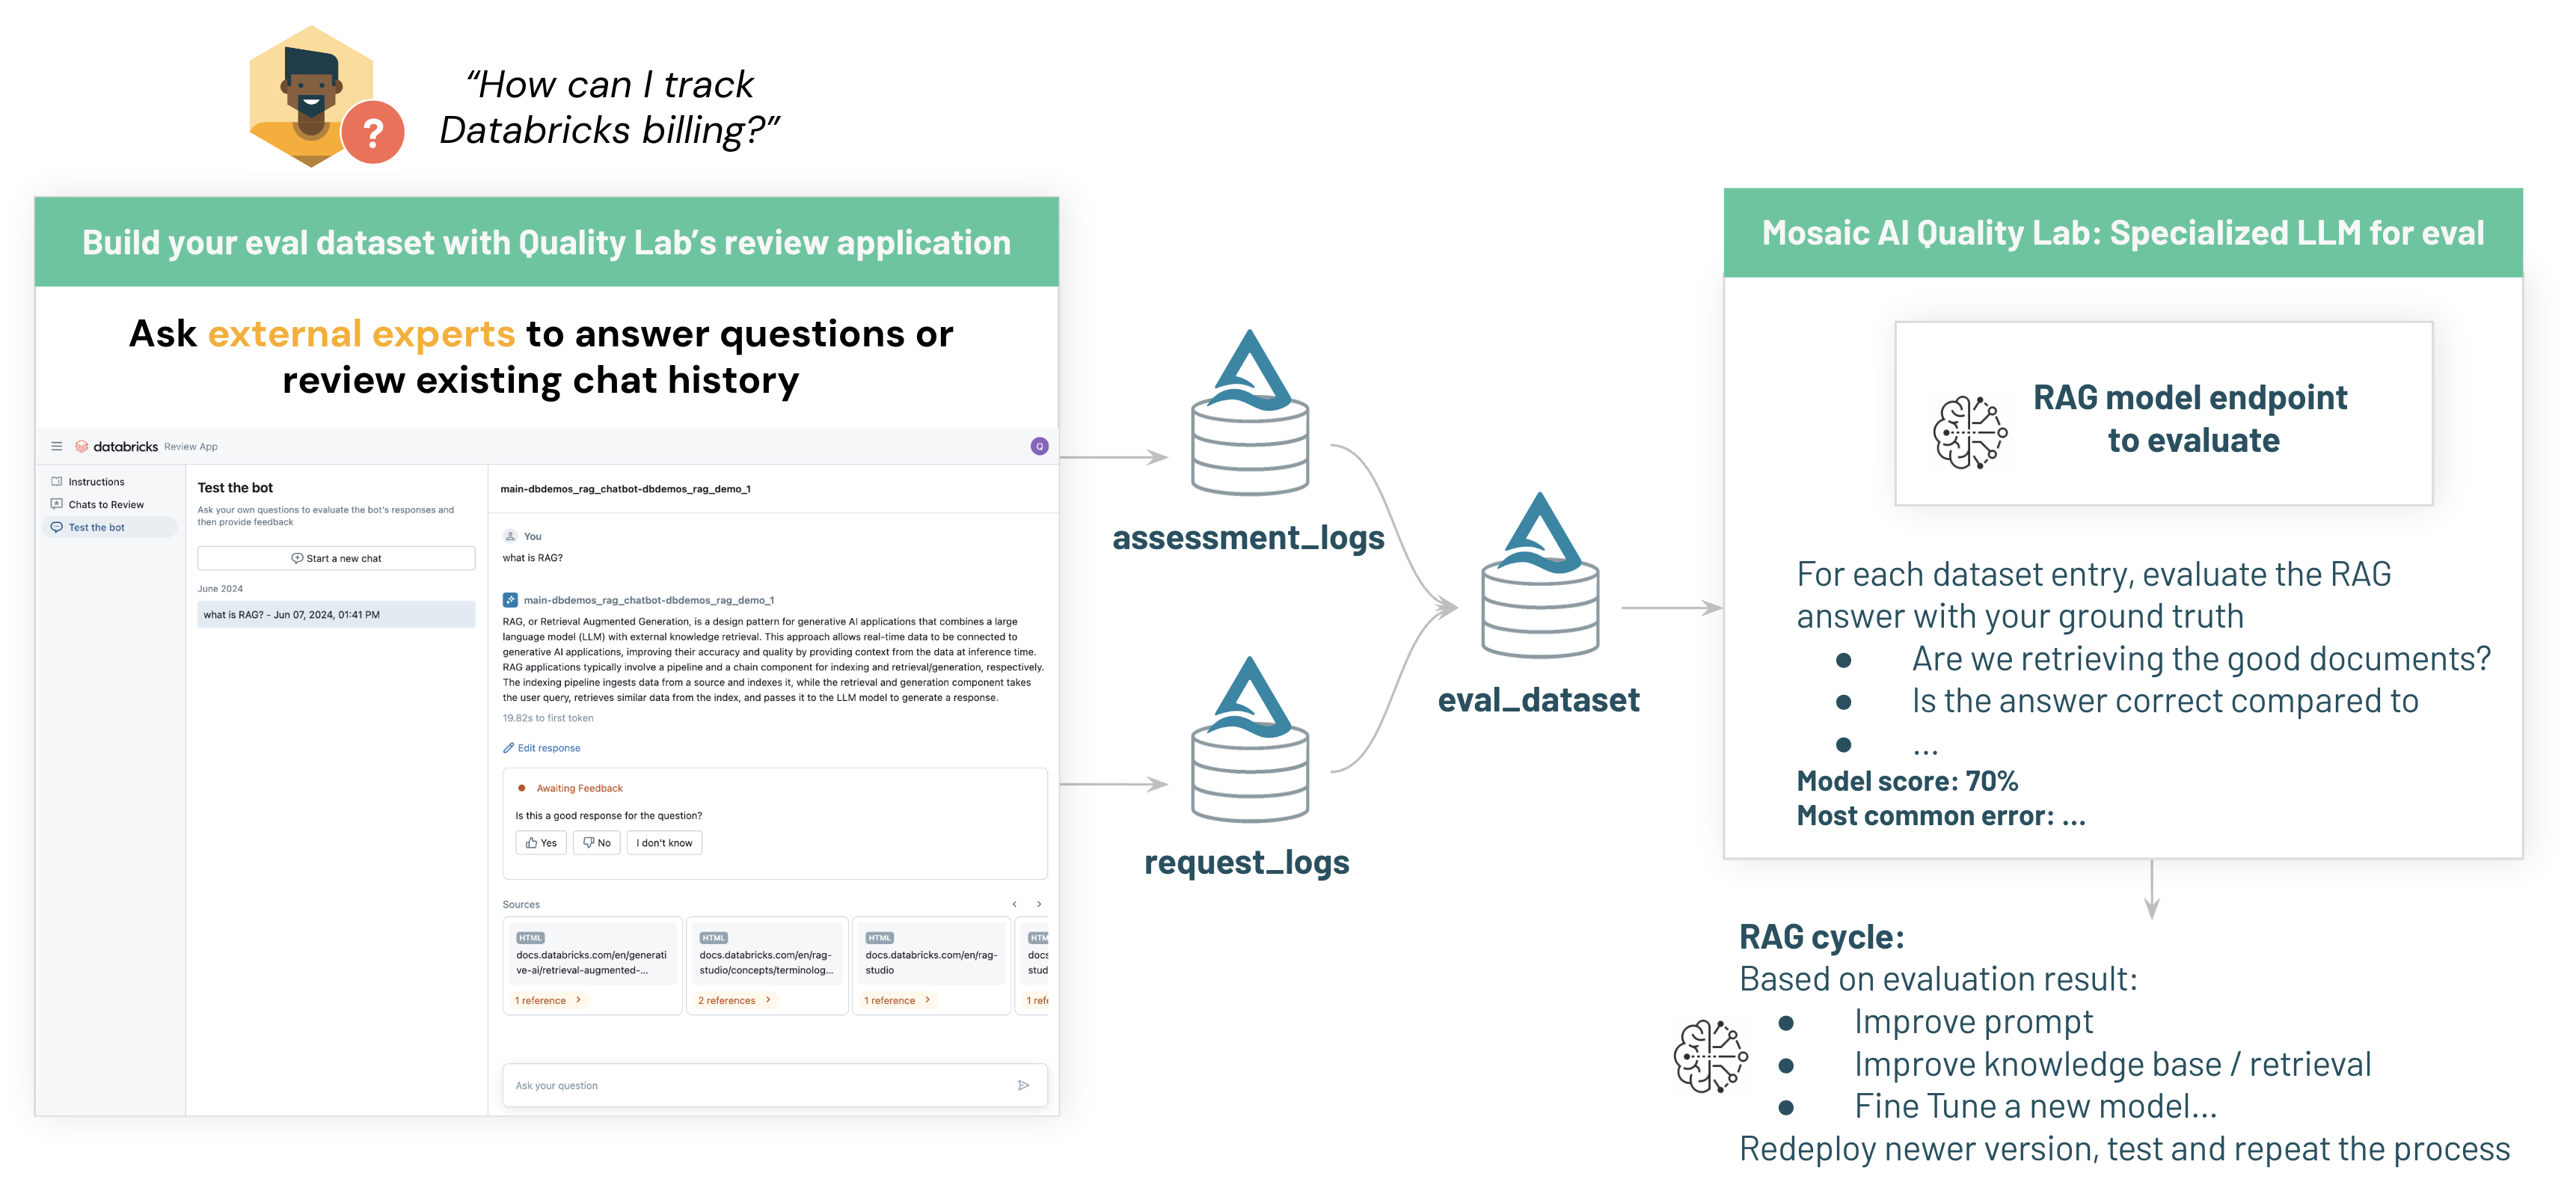 ?
“How can I track
Databricks billing?”
Build your eval dataset with Quality Lab’s review application
Ask external experts to answer questions or
review existing chat history
databricks Review App
Q
Instructions
Chats to Review
Test the bot
Test the bot
Ask your own questions to evaluate the bot's responses and
then provide feedback
Start a new chat
June 2024
what is RAG? - Jun 07, 2024, 01:41 PM
main-dbdemos_rag_chatbot-dbdemos_rag_demo_1
You
what is RAG?
main-dbdemos_rag_chatbot-dbdemos_rag_demo_1
RAG, or Retrieval Augmented Generation, is a design pattern for generative AI applications that combines a large
language model (LLM) with external knowledge retrieval. This approach allows real-time data to be connected to
generative AI applications, improving their accuracy and quality by providing context from the data at inference time.
RAG applications typically involve a pipeline and a chain component for indexing and retrieval/generation, respectively.
The indexing pipeline ingests data from a source and indexes it, while the retrieval and generation component takes
the user query, retrieves similar data from the index, and passes it to the LLM model to generate a response.
19.82s to first token
Edit response
Awaiting Feedback
Is this a good response for the question?
Yes
No
I don't know
Sources
HTML
docs.databricks.com/en/generati
ve-ai/retrieval-augmented-...
1 reference
HTML
docs.databricks.com/en/rag-
studio/concepts/terminolog...
2 references
HTML
docs.databricks.com/en/rag-
studio
1 reference
HTM
docs
stud
1 refe
Ask your question
assessment_logs
request_logs
eval_dataset
Mosaic AI Quality Lab: Specialized LLM for eval
RAG model endpoint
to evaluate
For each dataset entry, evaluate the RAG
answer with your ground truth
● Are we retrieving the good documents?
● Is the answer correct compared to
● ...
Model score: 70%
Most common error: ...
RAG cycle:
Based on evaluation result:
● Improve prompt
● Improve knowledge base / retrieval
● Fine Tune a new model...
Redeploy newer version, test and repeat the process